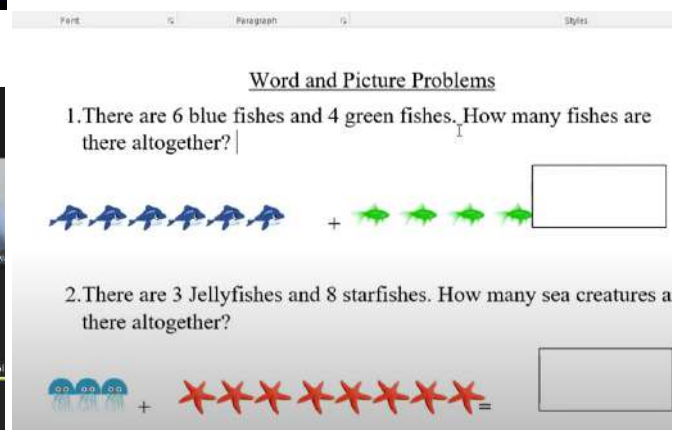 Font Paragraph Styles
Word and Picture Problems
1.There are 6 blue fishes and 4 green fishes. How many fishes are
there altogether?
+
2.There are 3 Jellyfishes and 8 starfishes. How many sea creatures a
there altogether?
+ =